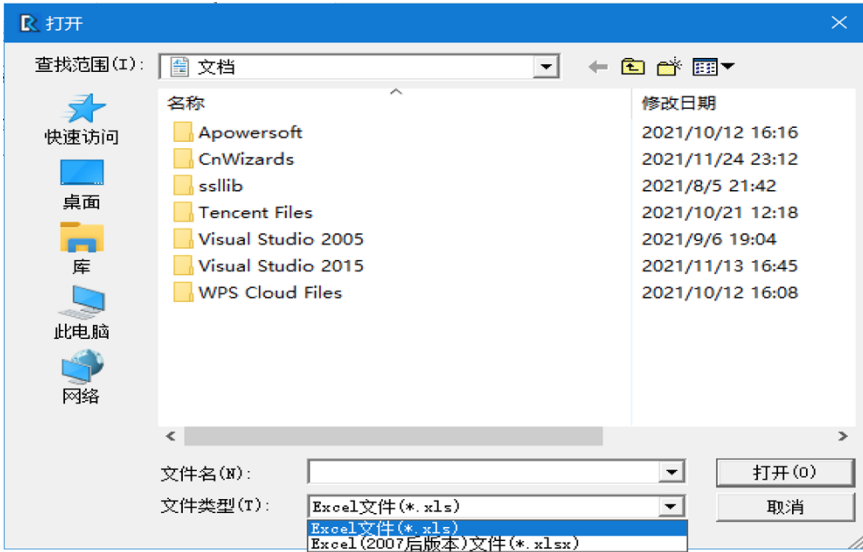 打开
查找范围(I):
文档
快速访问
桌面
库
此电脑
网络
名称
修改日期
Apowersoft 2021/10/12 16:16
CnWizards 2021/11/24 23:12
ssllib 2021/8/5 21:42
Tencent Files 2021/10/21 12:18
Visual Studio 2005 2021/9/6 19:04
Visual Studio 2015 2021/11/13 16:45
WPS Cloud Files 2021/10/12 16:08
文件名(N):
打开(O)
文件类型(T): Excel文件(*.xls)
取消
Excel文件(*.xls)
Excel(2007后版本)文件(*.xlsx)